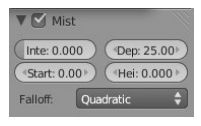 Mist
Inte: 0.000 Dep: 25.00
Start: 0.00 Hei: 0.000
Falloff: Quadratic